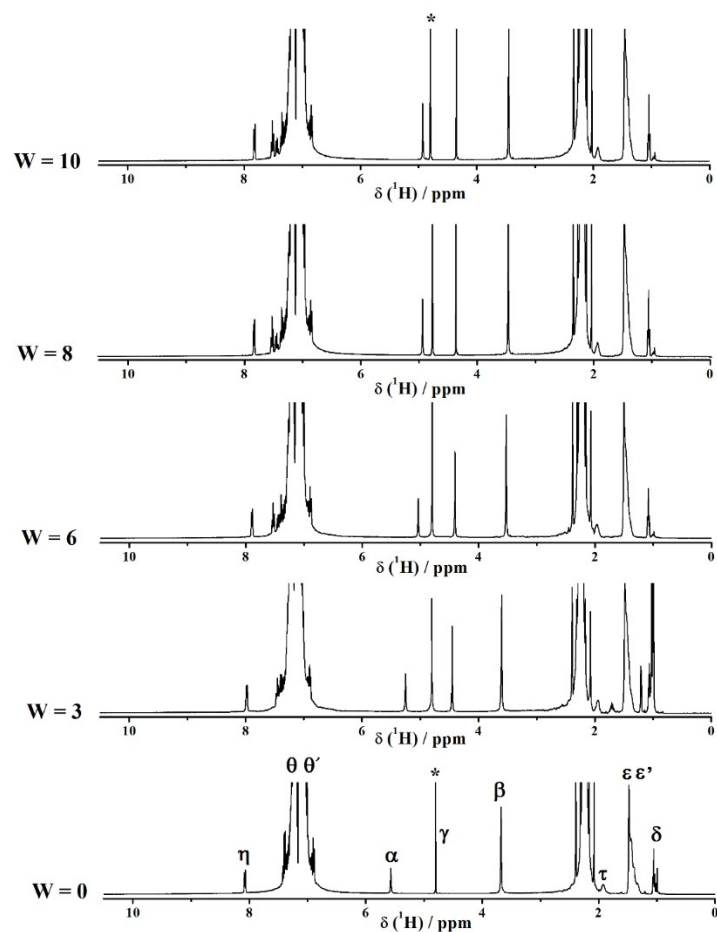 *
W = 10
10 8 6 4 2 0
δ (¹H) / ppm
W = 8
10 8 6 4 2 0
δ (¹H) / ppm
W = 6
10 8 6 4 2 0
δ (¹H) / ppm
W = 3
10 8 6 4 2 0
δ (¹H) / ppm
θ θ´ * β ε ε’
η α γ τ δ
W = 0
10 8 6 4 2 0
δ (¹H) / ppm